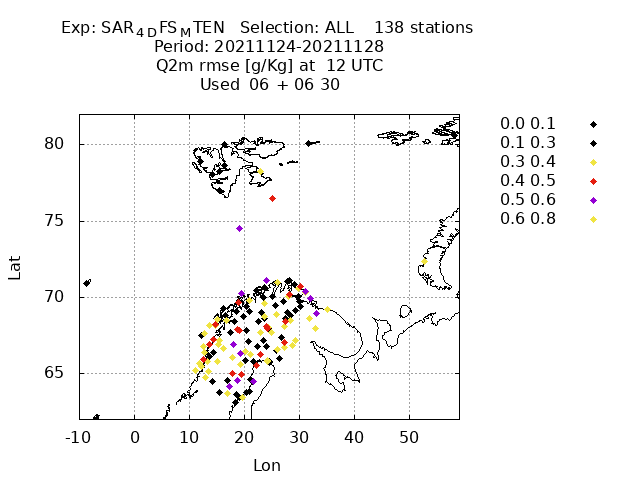 Exp: SAR4DFSMTEN Selection: ALL 138 stations
Period: 20211124-20211128
Q2m rmse [g/Kg] at 12 UTC
Used 06 + 06 30
0.0 0.1
0.1 0.3
0.3 0.4
0.4 0.5
0.5 0.6
0.6 0.8
80
75
70
65
Lat
-10 0 10 20 30 40 50
Lon